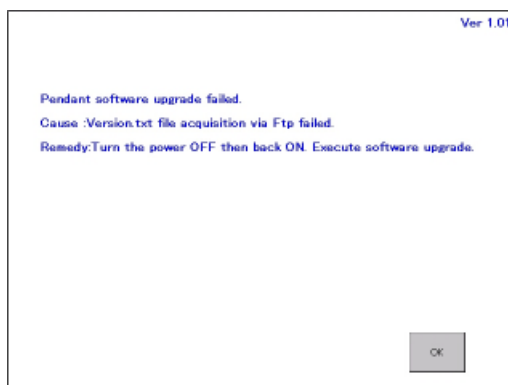 Ver 1.01
Pendant software upgrade failed.
Cause :Version.txt file acquisition via Ftp failed.
Remedy:Turn the power OFF then back ON. Execute software upgrade.
OK